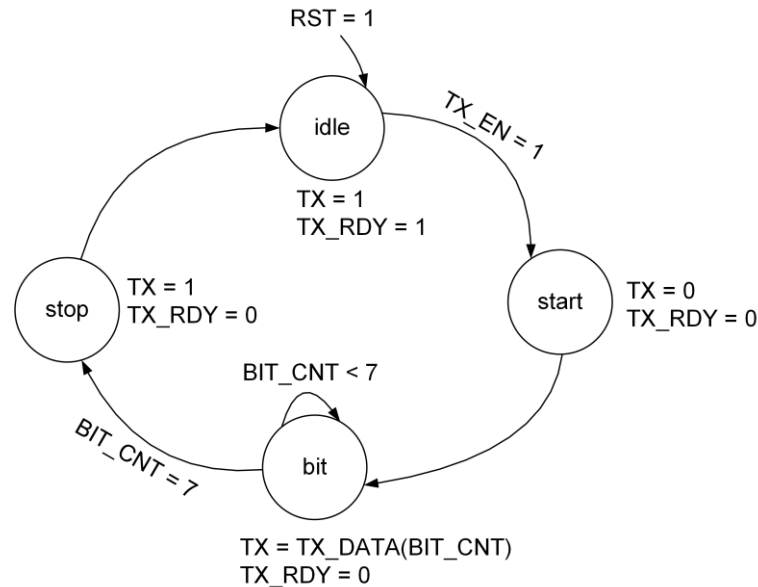 RST = 1
idle
TX_EN = 1
TX = 1
TX_RDY = 1
stop
TX = 1
TX_RDY = 0
start
TX = 0
TX_RDY = 0
BIT_CNT < 7
BIT_CNT = 7
bit
TX = TX_DATA(BIT_CNT)
TX_RDY = 0